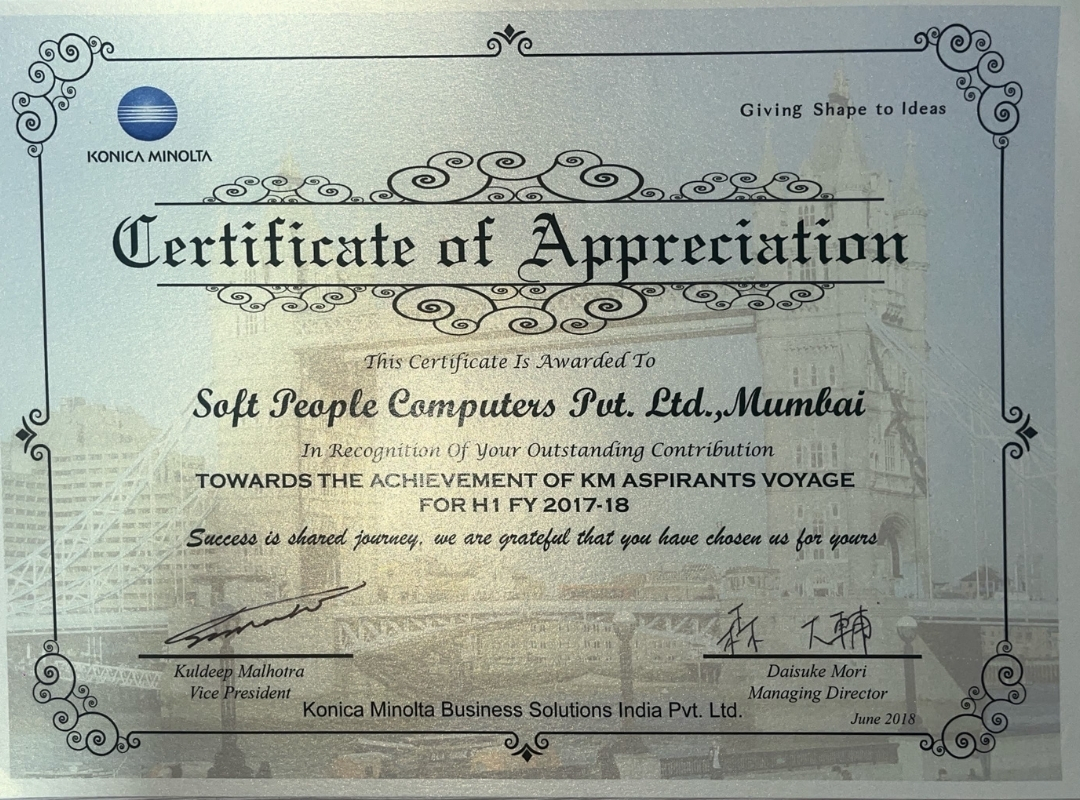 KONICA MINOLTA
Giving Shape to Ideas
Certificate of Appreciation
This Certificate Is Awarded To
Soft People Computers Pvt. Ltd.,Mumbai
In Recognition Of Your Outstanding Contribution
TOWARDS THE ACHIEVEMENT OF KM ASPIRANTS VOYAGE
FOR H1 FY 2017-18
Success is shared journey, we are grateful that you have chosen us for yours
森 大輔
Kuldeep Malhotra
Vice President
Daisuke Mori
Managing Director
Konica Minolta Business Solutions India Pvt. Ltd.
June 2018